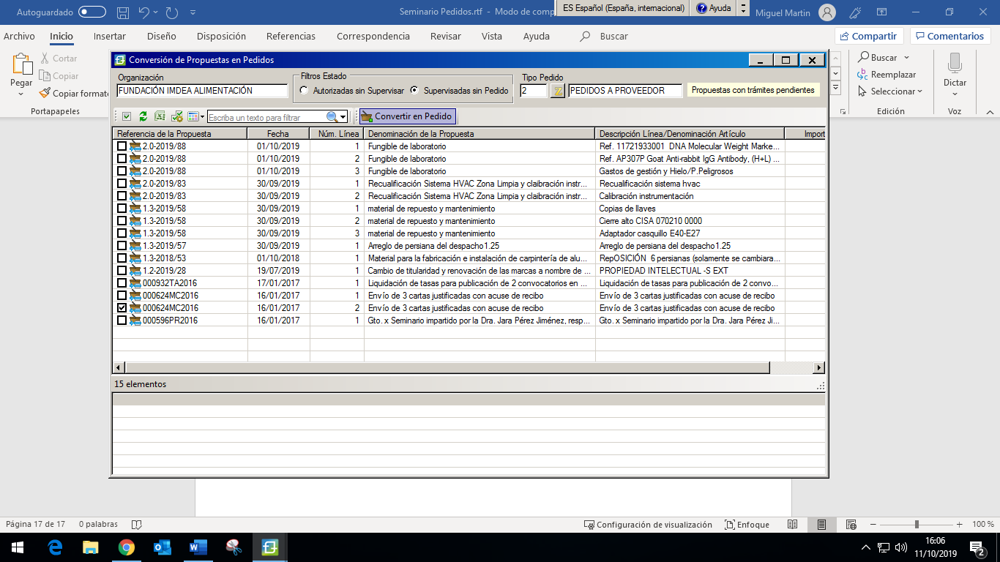 Autoguardado Seminario Pedidos.rtf - Modo de comp ES Español (España, internacional) Ayuda Miguel Martin
Archivo Inicio Insertar Diseño Disposición Referencias Correspondencia Revisar Vista Ayuda Buscar Compartir Comentarios
Pegar Cortar Copiar Copiar formato Portapapeles
Buscar Reemplazar Seleccionar Edición Dictar Voz
Conversión de Propuestas en Pedidos
Organización Filtros Estado Tipo Pedido
FUNDACIÓN IMDEA ALIMENTACIÓN Autorizadas sin Supervisar Supervisadas sin Pedido 2 Z PEDIDOS A PROVEEDOR Propuestas con trámites pendientes
Escriba un texto para filtrar Convertir en Pedido
Referencia de la Propuesta Fecha Núm. Línea Denominación de la Propuesta Descripción Línea/Denominación Artículo Import
2.0-2019/88 01/10/2019 1 Fungible de laboratorio Ref. 11721933001 DNA Molecular Weight Marke...
2.0-2019/88 01/10/2019 2 Fungible de laboratorio Ref. AP307P Goat Anti-rabbit IgG Antibody, (H+L) ...
2.0-2019/88 01/10/2019 3 Fungible de laboratorio Gastos de gestión y Hielo/P.Peligrosos
2.0-2019/83 30/09/2019 1 Recualificación Sistema HVAC Zona Limpia y claibración instr... Recualificación sistema hvac
2.0-2019/83 30/09/2019 2 Recualificación Sistema HVAC Zona Limpia y claibración instr... Calibración instrumentación
1.3-2019/58 30/09/2019 1 material de repuesto y mantenimiento Copias de llaves
1.3-2019/58 30/09/2019 2 material de repuesto y mantenimiento Cierre alto CISA 070210 0000
1.3-2019/58 30/09/2019 3 material de repuesto y mantenimiento Adaptador casquillo E40-E27
1.3-2019/57 30/09/2019 1 Arreglo de persiana del despacho1.25 Arreglo de persiana del despacho1.25
1.3-2018/53 01/10/2018 1 Material para la fabricación e instalación de carpintería de alu... RepOSICIÓN 6 persianas (solamente se cambiara...
1.2-2019/28 19/07/2019 1 Cambio de titularidad y renovación de las marcas a nombre de ... PROPIEDAD INTELECTUAL -S EXT
000932TA2016 17/01/2017 1 Liquidación de tasas para publicación de 2 convocatorios en ... Liquidación de tasas para publicación de 2 convo...
000624MC2016 16/01/2017 1 Envío de 3 cartas justificadas con acuse de recibo Envío de 3 cartas justificadas con acuse de recibo
000624MC2016 16/01/2017 2 Envío de 3 cartas justificadas con acuse de recibo Envío de 3 cartas justificadas con acuse de recibo
000596PR2016 16/01/2017 1 Gto. x Seminario impartido por la Dra. Jara Pérez Jiménez, resp... Gto. x Seminario impartido por la Dra. Jara Pérez Ji...
15 elementos
Página 17 de 17 0 palabras Configuración de visualización Enfoque 100 %
16:06
11/10/2019 2